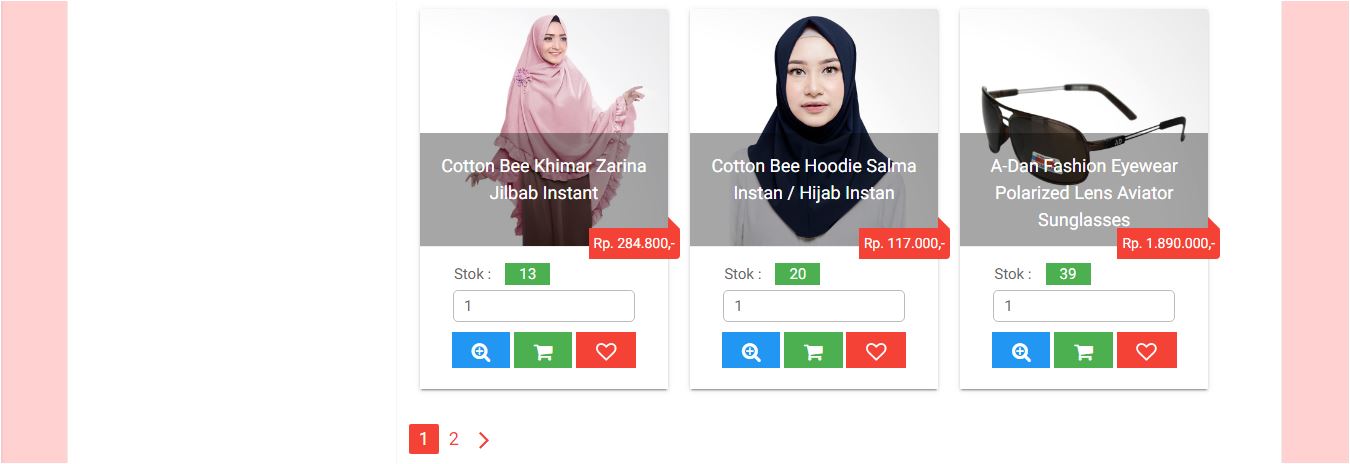 Cotton Bee Khimar Zarina
Jilbab Instant
Rp. 284.800,-
Stok : 13
1
Cotton Bee Hoodie Salma
Instan / Hijab Instan
Rp. 117.000,-
Stok : 20
1
A-Dan Fashion Eyewear
Polarized Lens Aviator
Sunglasses
Rp. 1.890.000,-
Stok : 39
1
1 2